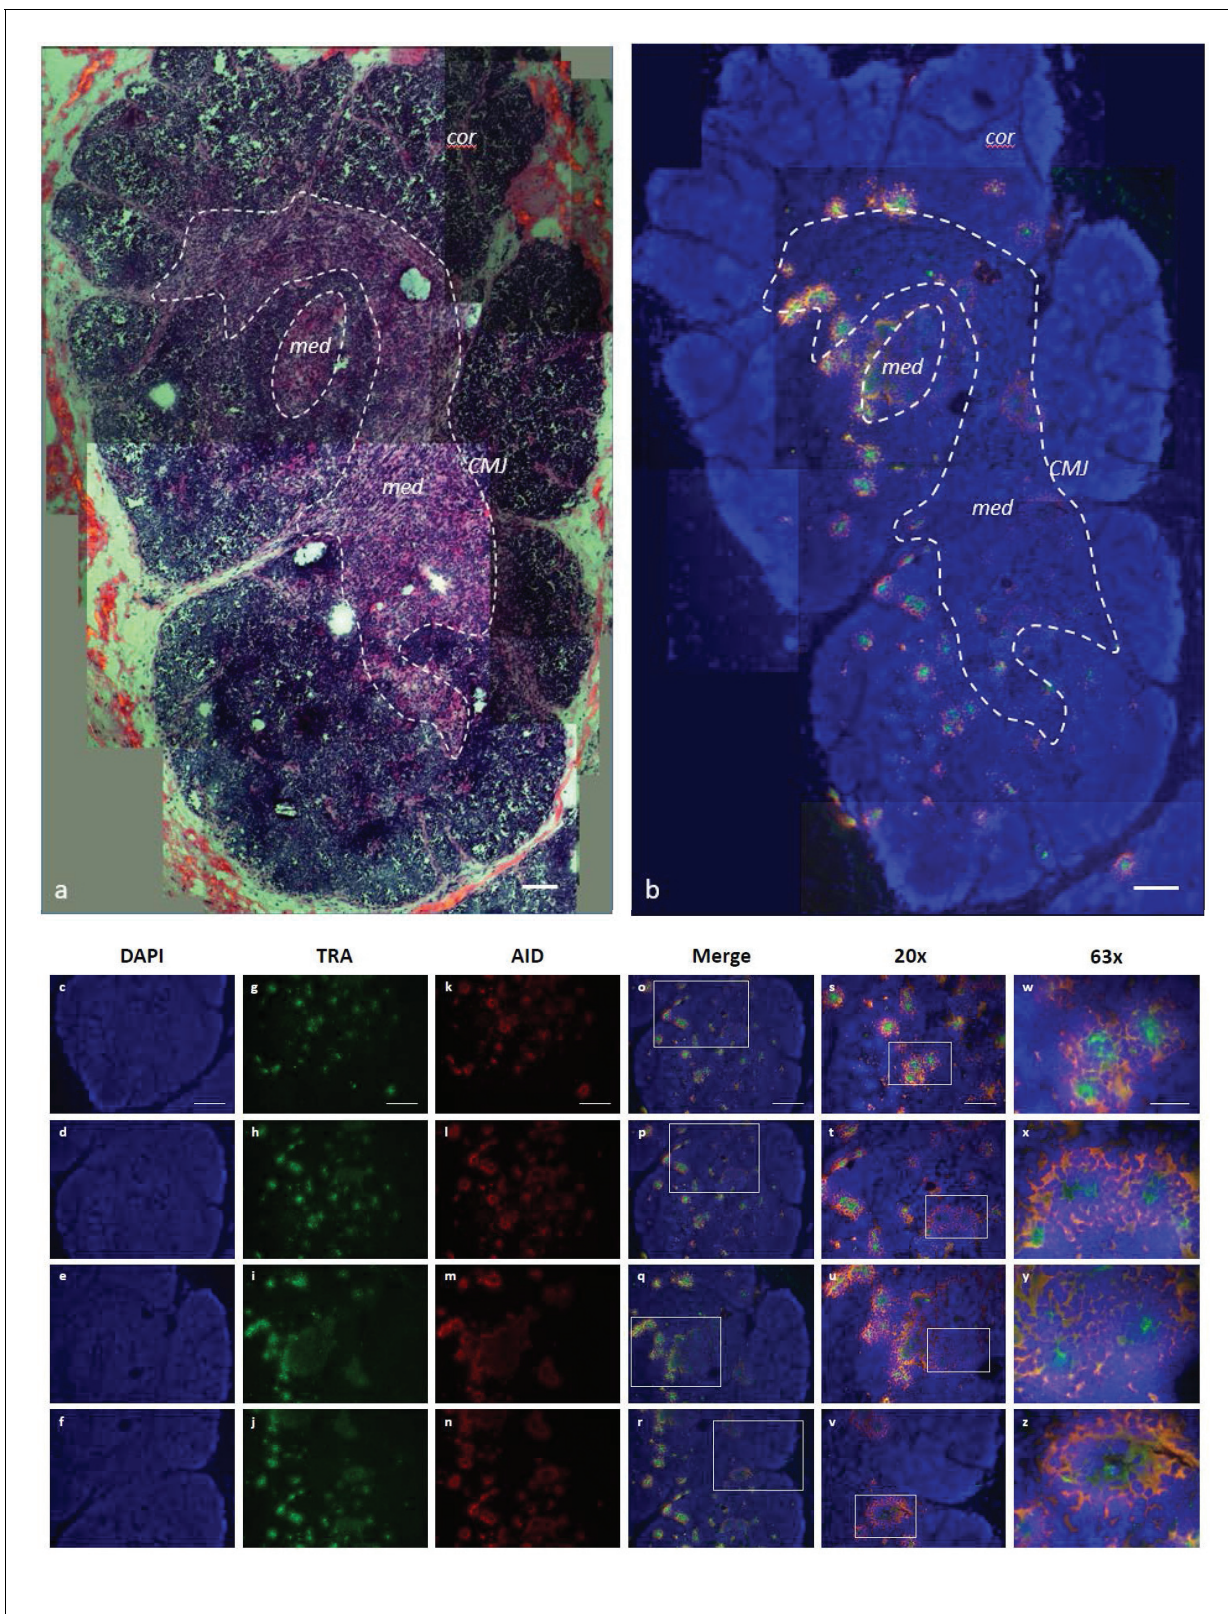 cor
med
CMJ
med
a
cor
med
CMJ
med
b
DAPI TRA AID Merge 20x 63x
c g k o s w
d h l p t x
e i m q u y
f j n r v z